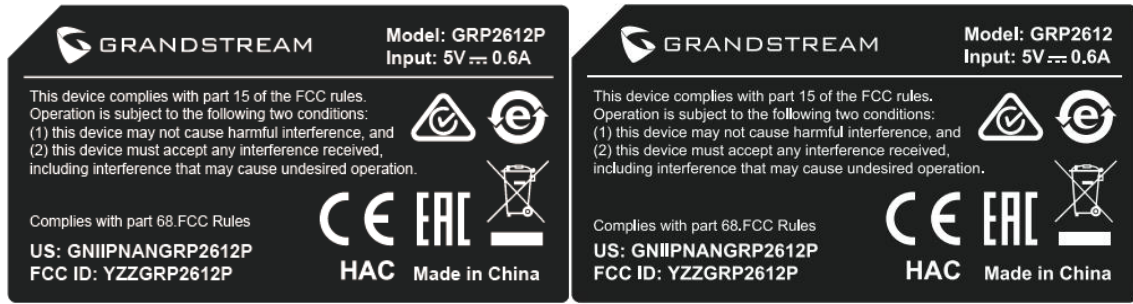 GRANDSTREAM
Model: GRP2612P
Input: 5V⎓0.6A
This device complies with part 15 of the FCC rules.
Operation is subject to the following two conditions:
(1) this device may not cause harmful interference, and
(2) this device must accept any interference received,
including interference that may cause undesired operation.
Complies with part 68.FCC Rules
US: GNIIPNANGRP2612P
FCC ID: YZZGRP2612P
e
CE
EAC
HAC
Made in China
GRANDSTREAM
Model: GRP2612
Input: 5V⎓0.6A
This device complies with part 15 of the FCC rules.
Operation is subject to the following two conditions:
(1) this device may not cause harmful interference, and
(2) this device must accept any interference received,
including interference that may cause undesired operation.
Complies with part 68.FCC Rules
US: GNIIPNANGRP2612P
FCC ID: YZZGRP2612P
e
CE
EAC
HAC
Made in China